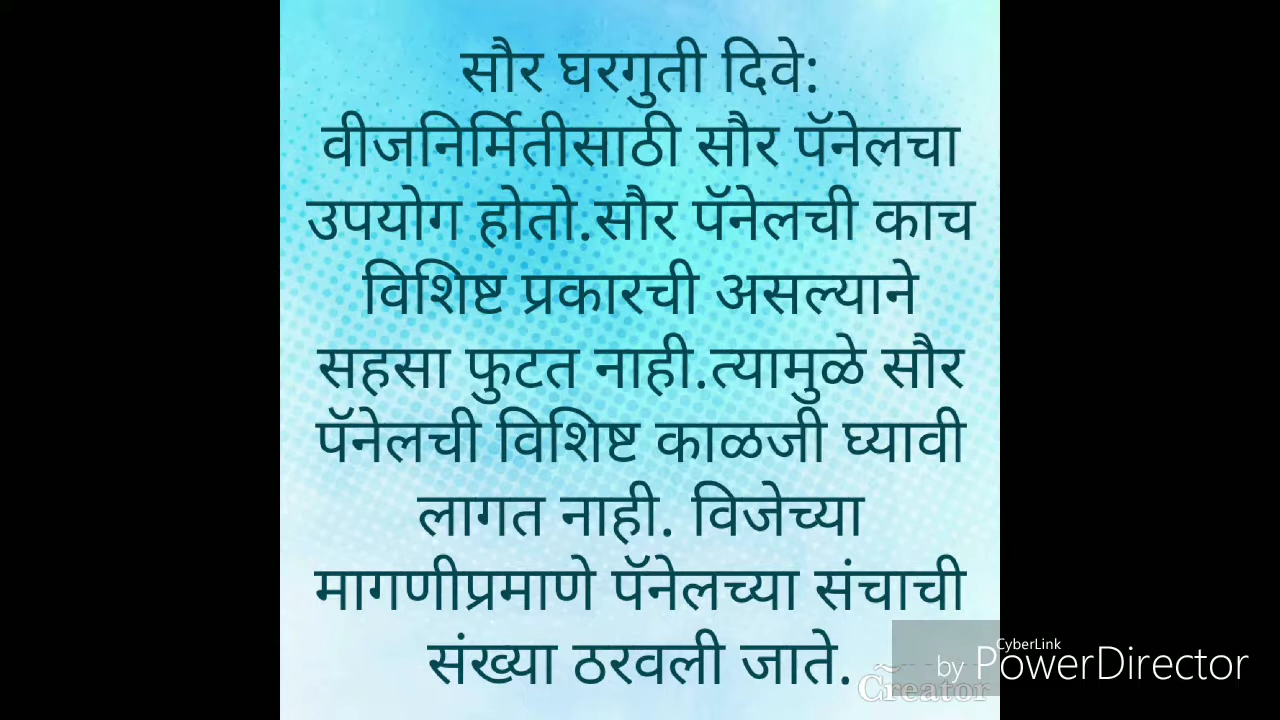 सौर घरगुती दिवे:
वीजनिर्मितीसाठी सौर पॅनेलचा
उपयोग होतो.सौर पॅनेलची काच
विशिष्ट प्रकारची असल्याने
सहसा फुटत नाही.त्यामुळे सौर
पॅनेलची विशिष्ट काळजी घ्यावी
लागत नाही. विजेच्या
मागणीप्रमाणे पॅनेलच्या संचाची
संख्या ठरवली जाते.
CyberLink
by PowerDirector
Creator